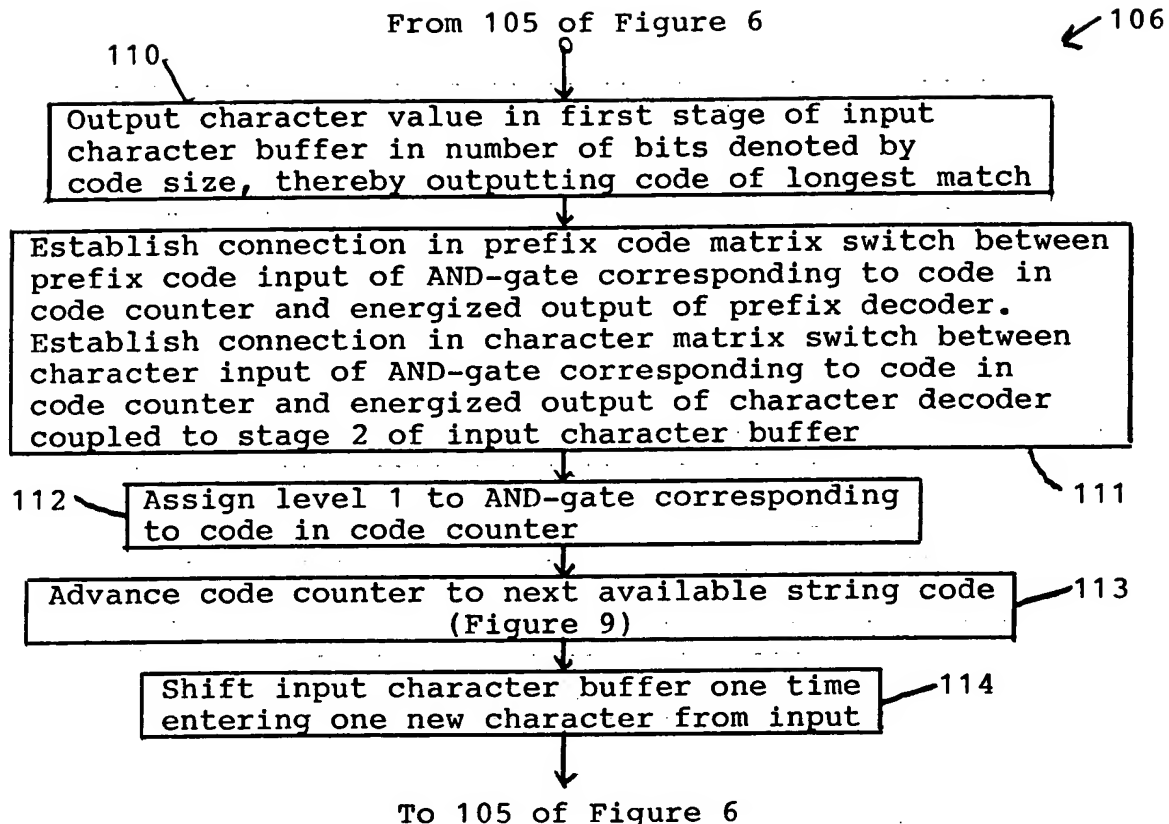 From 105 of Figure 6
106
110
Output character value in first stage of input
character buffer in number of bits denoted by
code size, thereby outputting code of longest match
Establish connection in prefix code matrix switch between
prefix code input of AND-gate corresponding to code in
code counter and energized output of prefix decoder.
Establish connection in character matrix switch between
character input of AND-gate corresponding to code in
code counter and energized output of character decoder
coupled to stage 2 of input character buffer
111
112
Assign level 1 to AND-gate corresponding
to code in code counter
Advance code counter to next available string code
(Figure 9)
113
Shift input character buffer one time
entering one new character from input
114
To 105 of Figure 6